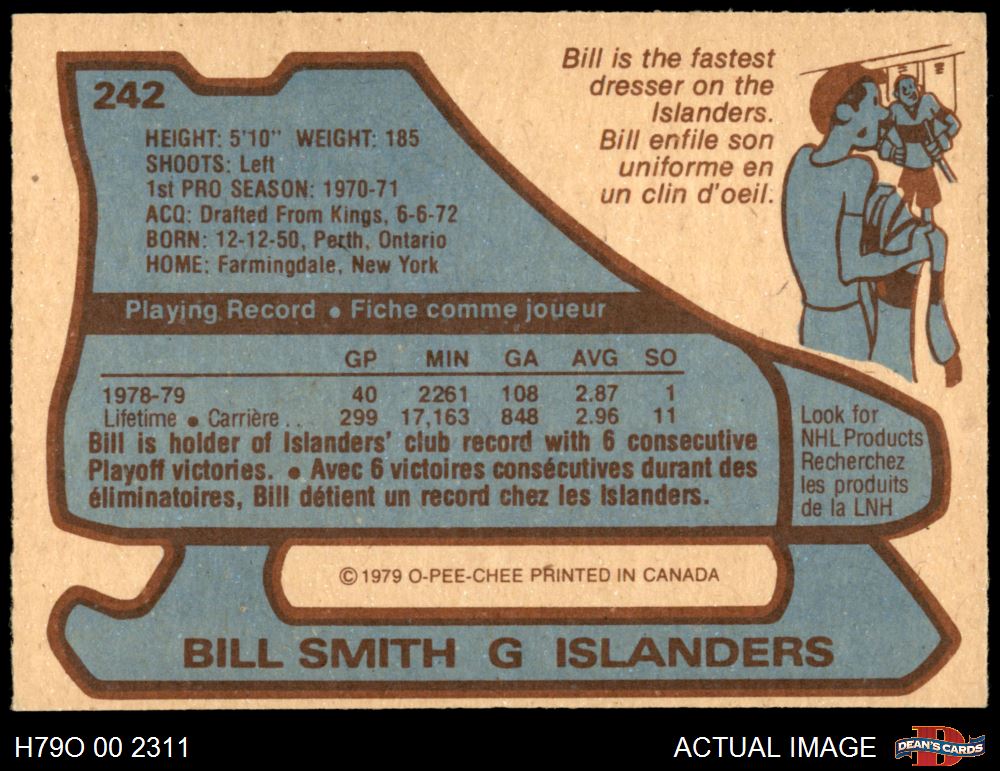 242
HEIGHT: 5'10" WEIGHT: 185
SHOOTS: Left
1st PRO SEASON: 1970-71
ACQ: Drafted From Kings, 6-6-72
BORN: 12-12-50, Perth, Ontario
HOME: Farmingdale, New York
Bill is the fastest
dresser on the
Islanders.
Bill enfile son
uniforme en
un clin d'oeil.
Playing Record • Fiche comme joueur
GP MIN GA AVG SO
1978-79 40 2261 108 2.87 1
Lifetime • Carrière . . . 299 17,163 848 2.96 11
Bill is holder of Islanders' club record with 6 consecutive
Playoff victories. • Avec 6 victoires consécutives durant des
éliminatoires, Bill détient un record chez les Islanders.
Look for
NHL Products
Recherchez
les produits
de la LNH
© 1979 O-PEE-CHEE PRINTED IN CANADA
BILL SMITH G ISLANDERS
H79O 00 2311
ACTUAL IMAGE
D
DEAN'S CARDS